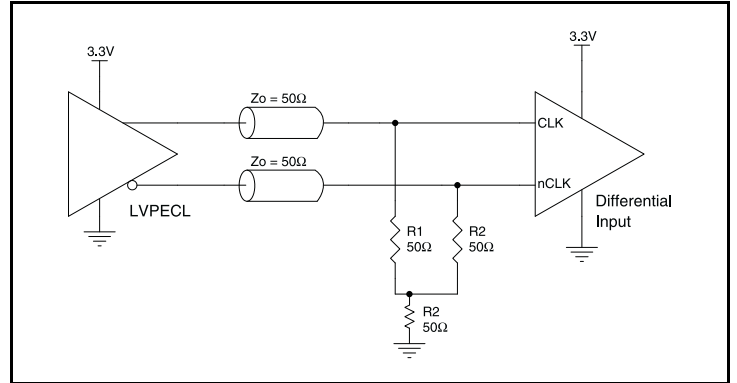 3.3V
3.3V
Zo = 50Ω
CLK
Zo = 50Ω
nCLK
LVPECL
Differential
Input
R1
50Ω
R2
50Ω
R2
50Ω